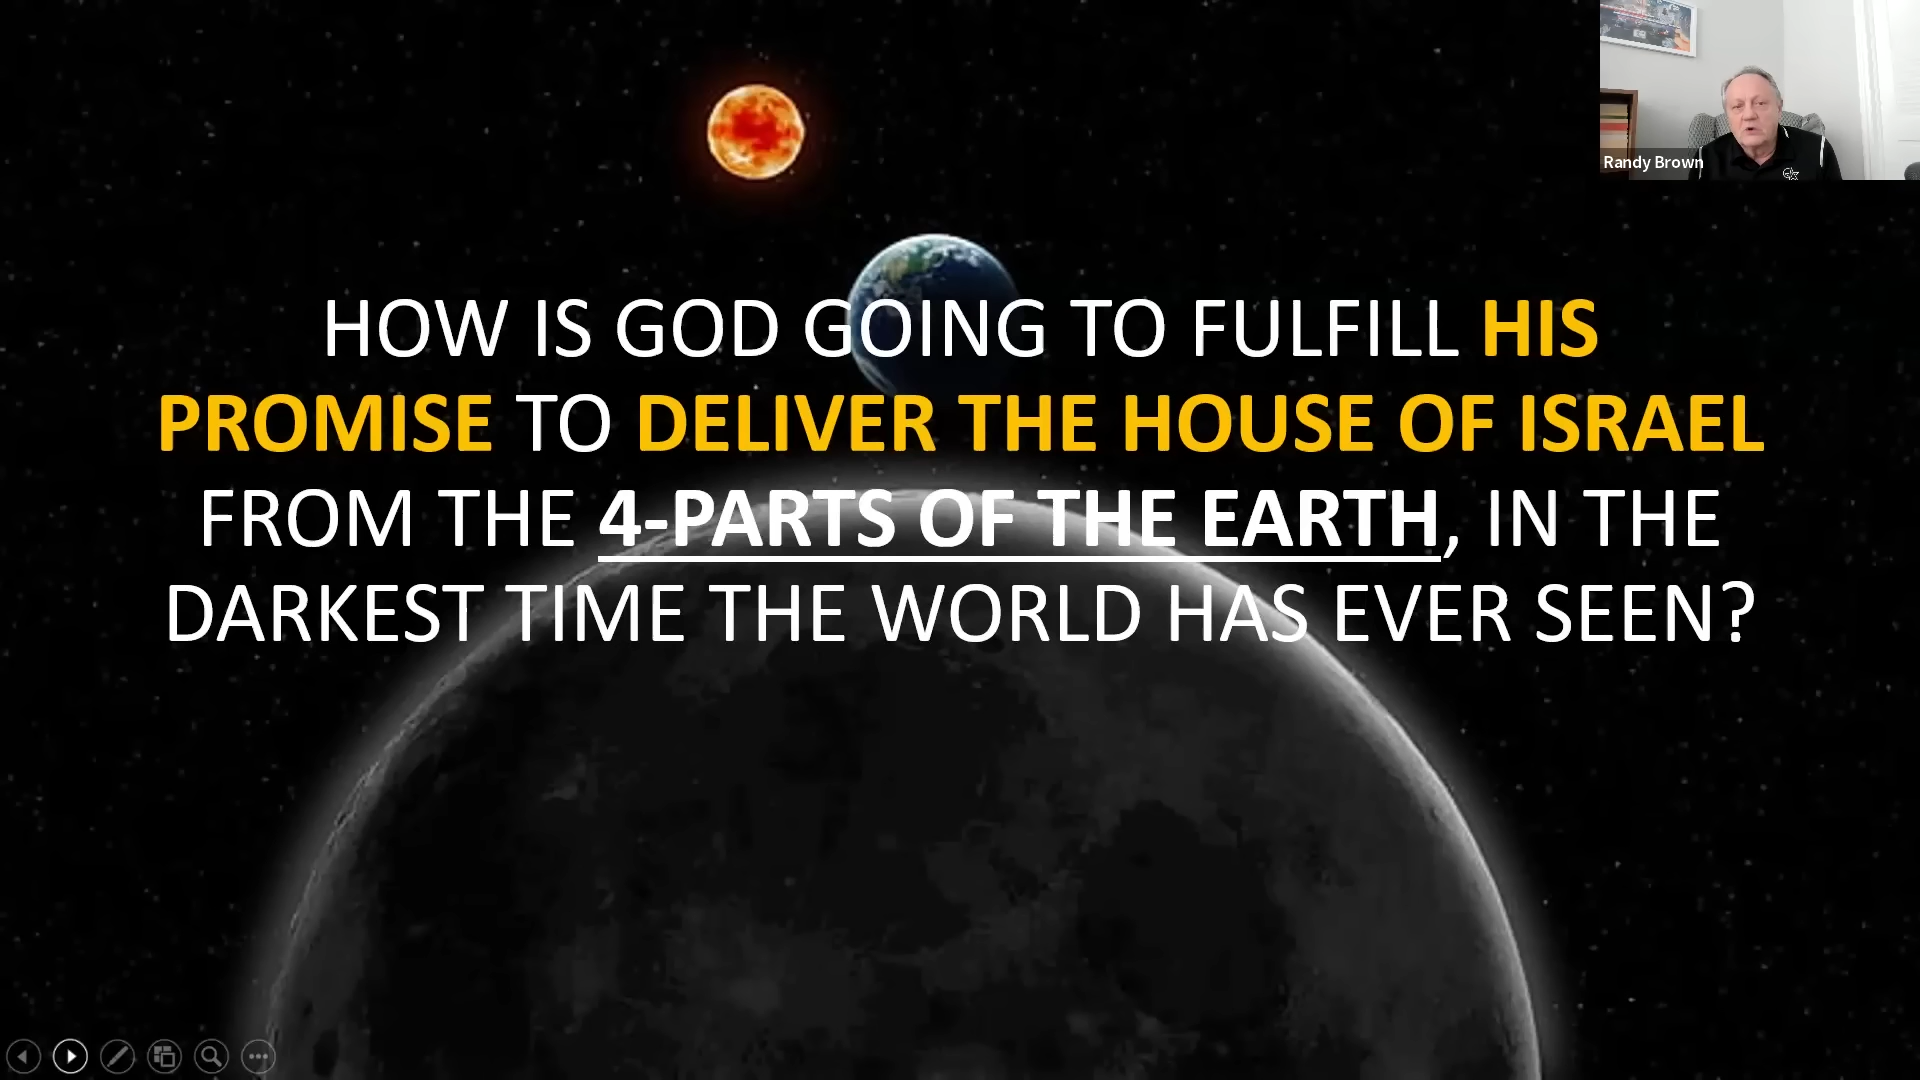 Randy Brown
HOW IS GOD GOING TO FULFILL HIS
PROMISE TO DELIVER THE HOUSE OF ISRAEL
FROM THE 4-PARTS OF THE EARTH, IN THE
DARKEST TIME THE WORLD HAS EVER SEEN?